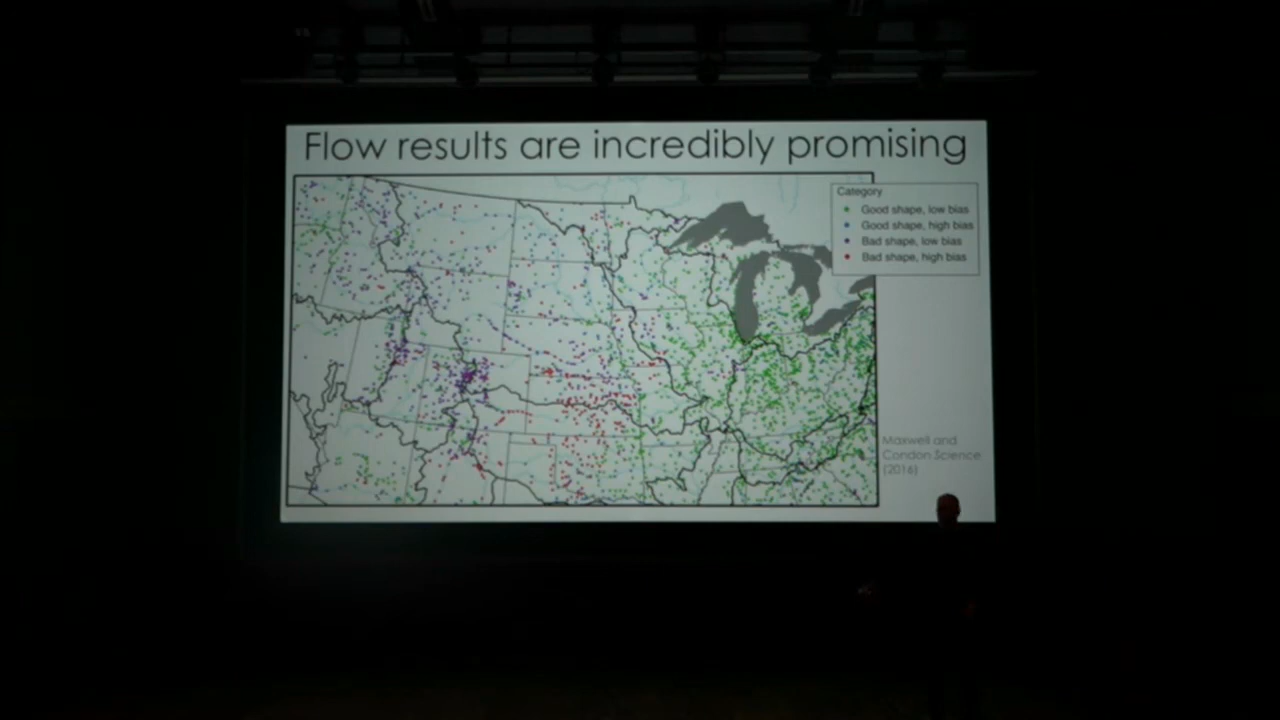 Flow results are incredibly promising
Category
Good shape, low bias
Good shape, high bias
Bad shape, low bias
Bad shape, high bias
Maxwell and
Condon Science
(2016)